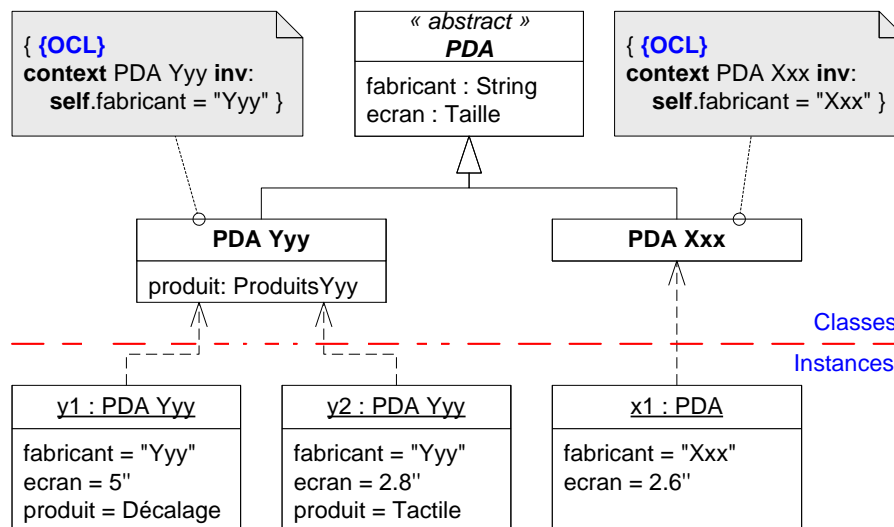 { {OCL}
context PDA Yyy inv:
self.fabricant = "Yyy" }
« abstract »
PDA
fabricant : String
ecran : Taille
{ {OCL}
context PDA Xxx inv:
self.fabricant = "Xxx" }
PDA Yyy
produit: ProduitsYyy
PDA Xxx
Classes
Instances
y1 : PDA Yyy
fabricant = "Yyy"
ecran = 5''
produit = Décalage
y2 : PDA Yyy
fabricant = "Yyy"
ecran = 2.8''
produit = Tactile
x1 : PDA
fabricant = "Xxx"
ecran = 2.6''